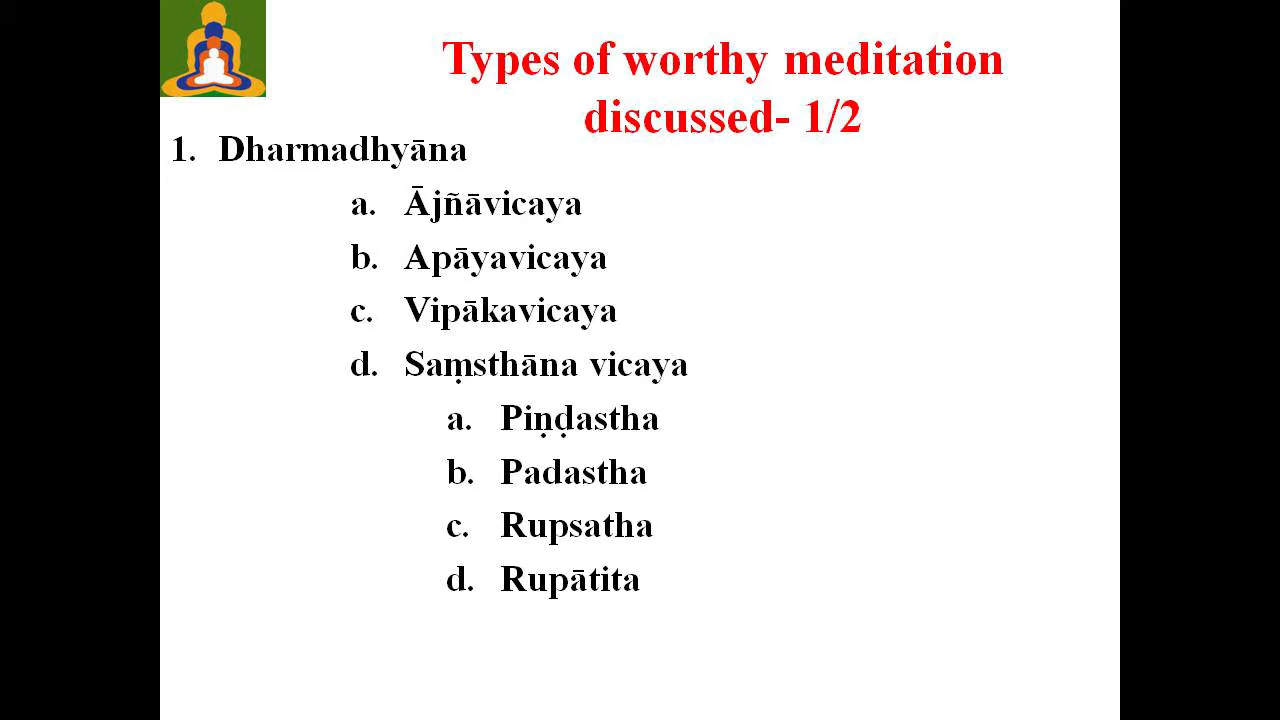 Types of worthy meditation
discussed- 1/2
1. Dharmadhyāna
a. Ājñāvicaya
b. Apāyavicaya
c. Vipākavicaya
d. Saṃsthāna vicaya
a. Piṇḍastha
b. Padastha
c. Rupsatha
d. Rupātita